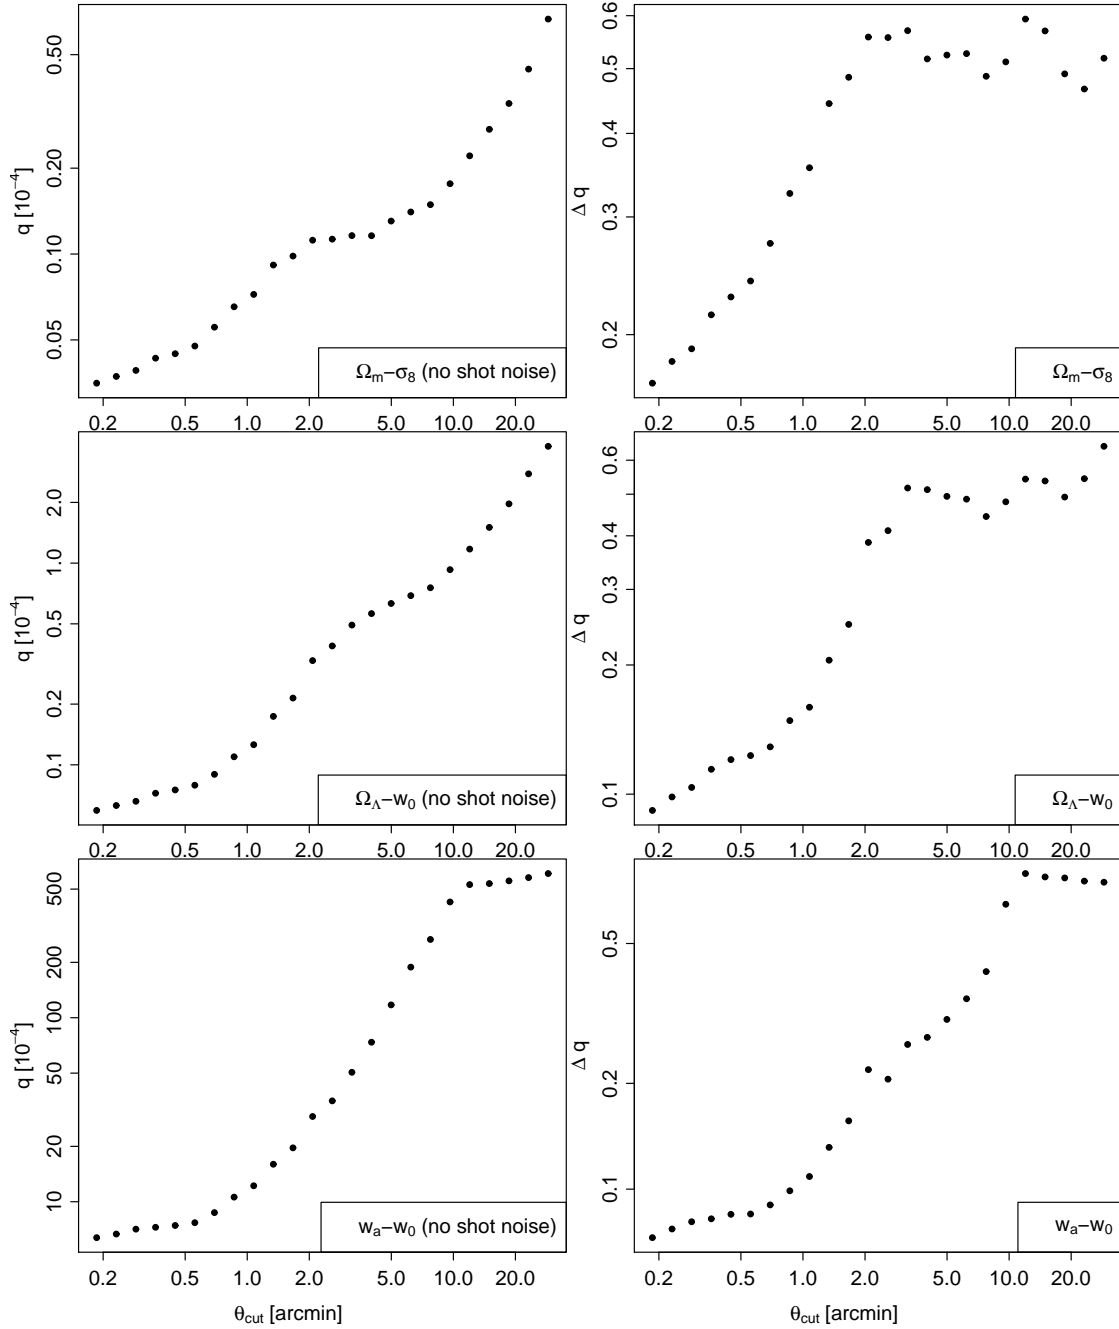 q [10⁻⁴]
0.50
0.20
0.10
0.05
Ωm−σ8 (no shot noise)
0.2 0.5 1.0 2.0 5.0 10.0 20.0
Δ q
0.6
0.5
0.4
0.3
0.2
Ωm−σ8
0.2 0.5 1.0 2.0 5.0 10.0 20.0
q [10⁻⁴]
2.0
1.0
0.5
0.2
0.1
ΩΛ−w0 (no shot noise)
0.2 0.5 1.0 2.0 5.0 10.0 20.0
Δ q
0.6
0.4
0.3
0.2
0.1
ΩΛ−w0
0.2 0.5 1.0 2.0 5.0 10.0 20.0
q [10⁻⁴]
500
200
100
50
20
10
wa−w0 (no shot noise)
0.2 0.5 1.0 2.0 5.0 10.0 20.0
θcut [arcmin]
Δ q
0.5
0.2
0.1
wa−w0
0.2 0.5 1.0 2.0 5.0 10.0 20.0
θcut [arcmin]